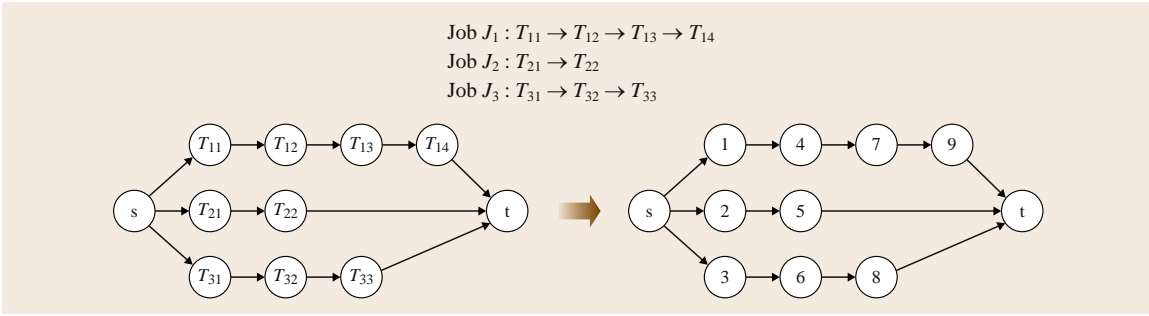 Job J₁ : T₁₁ → T₁₂ → T₁₃ → T₁₄
Job J₂ : T₂₁ → T₂₂
Job J₃ : T₃₁ → T₃₂ → T₃₃
T₁₁ T₁₂ T₁₃ T₁₄
s T₂₁ T₂₂ t
T₃₁ T₃₂ T₃₃
1 4 7 9
s 2 5 t
3 6 8